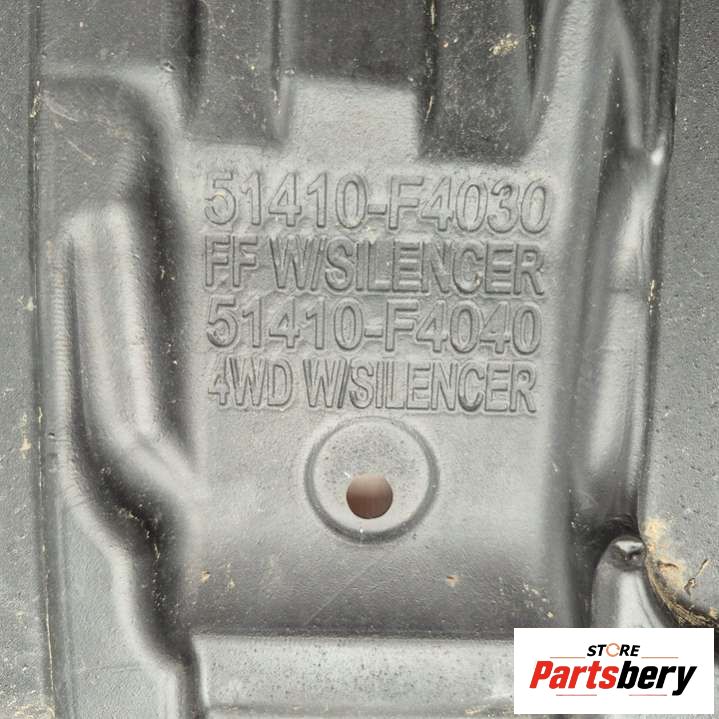 51410-F4030
FF W/SILENCER
51410-F4040
4WD W/SILENCER
STORE
Partsbery